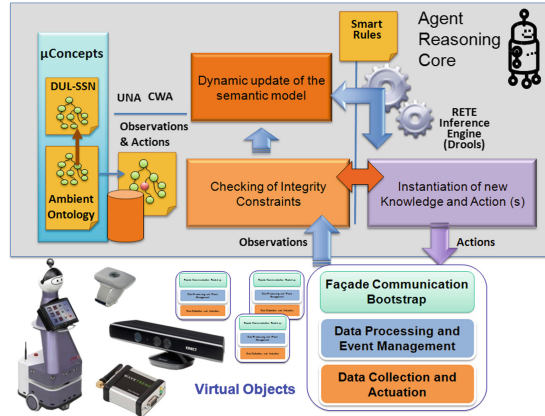 Agent
Reasoning
Core
Smart
Rules
μConcepts
DUL-SSN
Dynamic update of the
semantic model
UNA CWA
Observations
& Actions
RETE
Inference
Engine
(Drools)
Ambient
Ontology
Checking of Integrity
Constraints
Instantiation of new
Knowledge and Action (s)
Observations
Actions
Façade Communication
Bootstrap
Data Processing and
Event Management
Data Collection and
Actuation
Virtual Objects